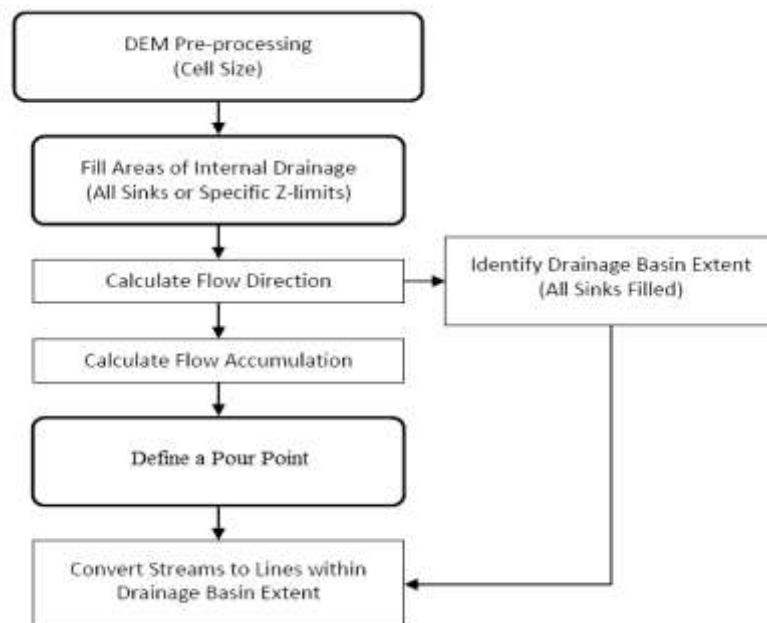 DEM Pre-processing
(Cell Size)
Fill Areas of Internal Drainage
(All Sinks or Specific Z-limits)
Calculate Flow Direction
Identify Drainage Basin Extent
(All Sinks Filled)
Calculate Flow Accumulation
Define a Pour Point
Convert Streams to Lines within
Drainage Basin Extent